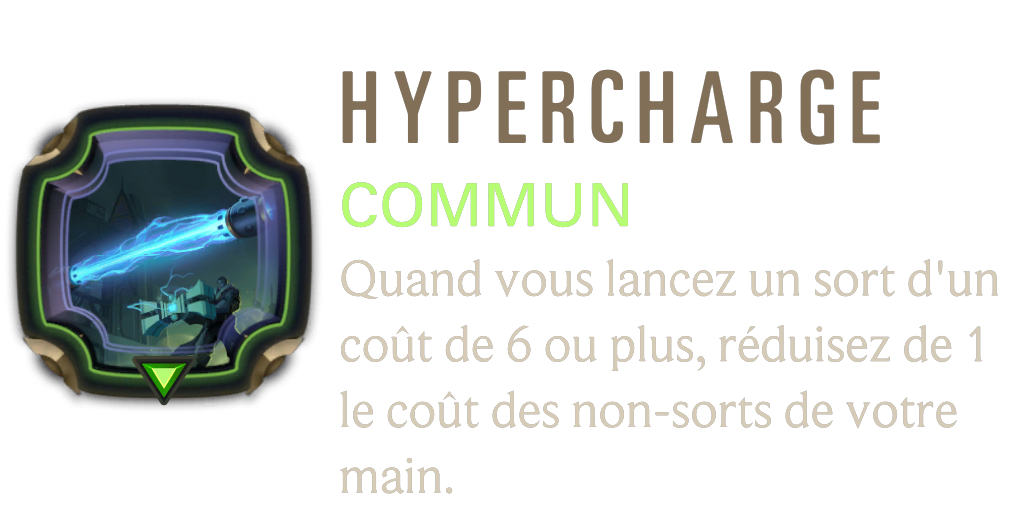 HYPERCHARGE
COMMUN
Quand vous lancez un sort d'un
coût de 6 ou plus, réduisez de 1
le coût des non-sorts de votre
main.